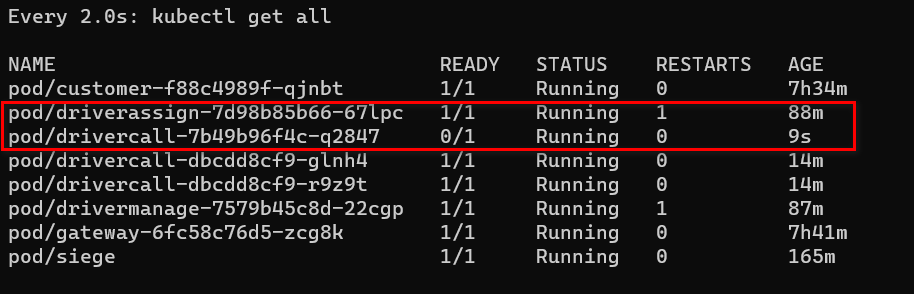 Every 2.0s: kubectl get all
NAME READY STATUS RESTARTS AGE
pod/customer-f88c4989f-qjnbt 1/1 Running 0 7h34m
pod/driverassign-7d98b85b66-67lpc 1/1 Running 1 88m
pod/drivercall-7b49b96f4c-q2847 0/1 Running 0 9s
pod/drivercall-dbcdd8cf9-glnh4 1/1 Running 0 14m
pod/drivercall-dbcdd8cf9-r9z9t 1/1 Running 0 14m
pod/drivermanage-7579b45c8d-22cgp 1/1 Running 1 87m
pod/gateway-6fc58c76d5-zcg8k 1/1 Running 0 7h41m
pod/siege 1/1 Running 0 165m